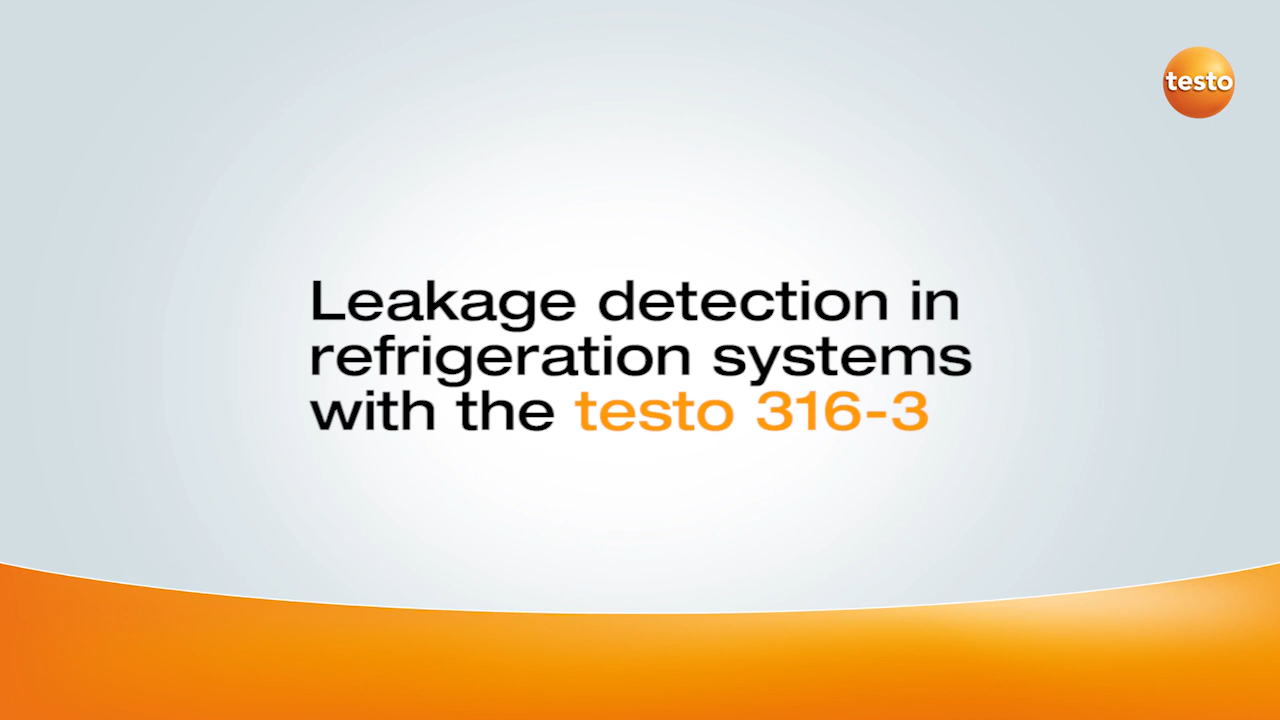 testo
Leakage detection in
refrigeration systems
with the testo 316-3